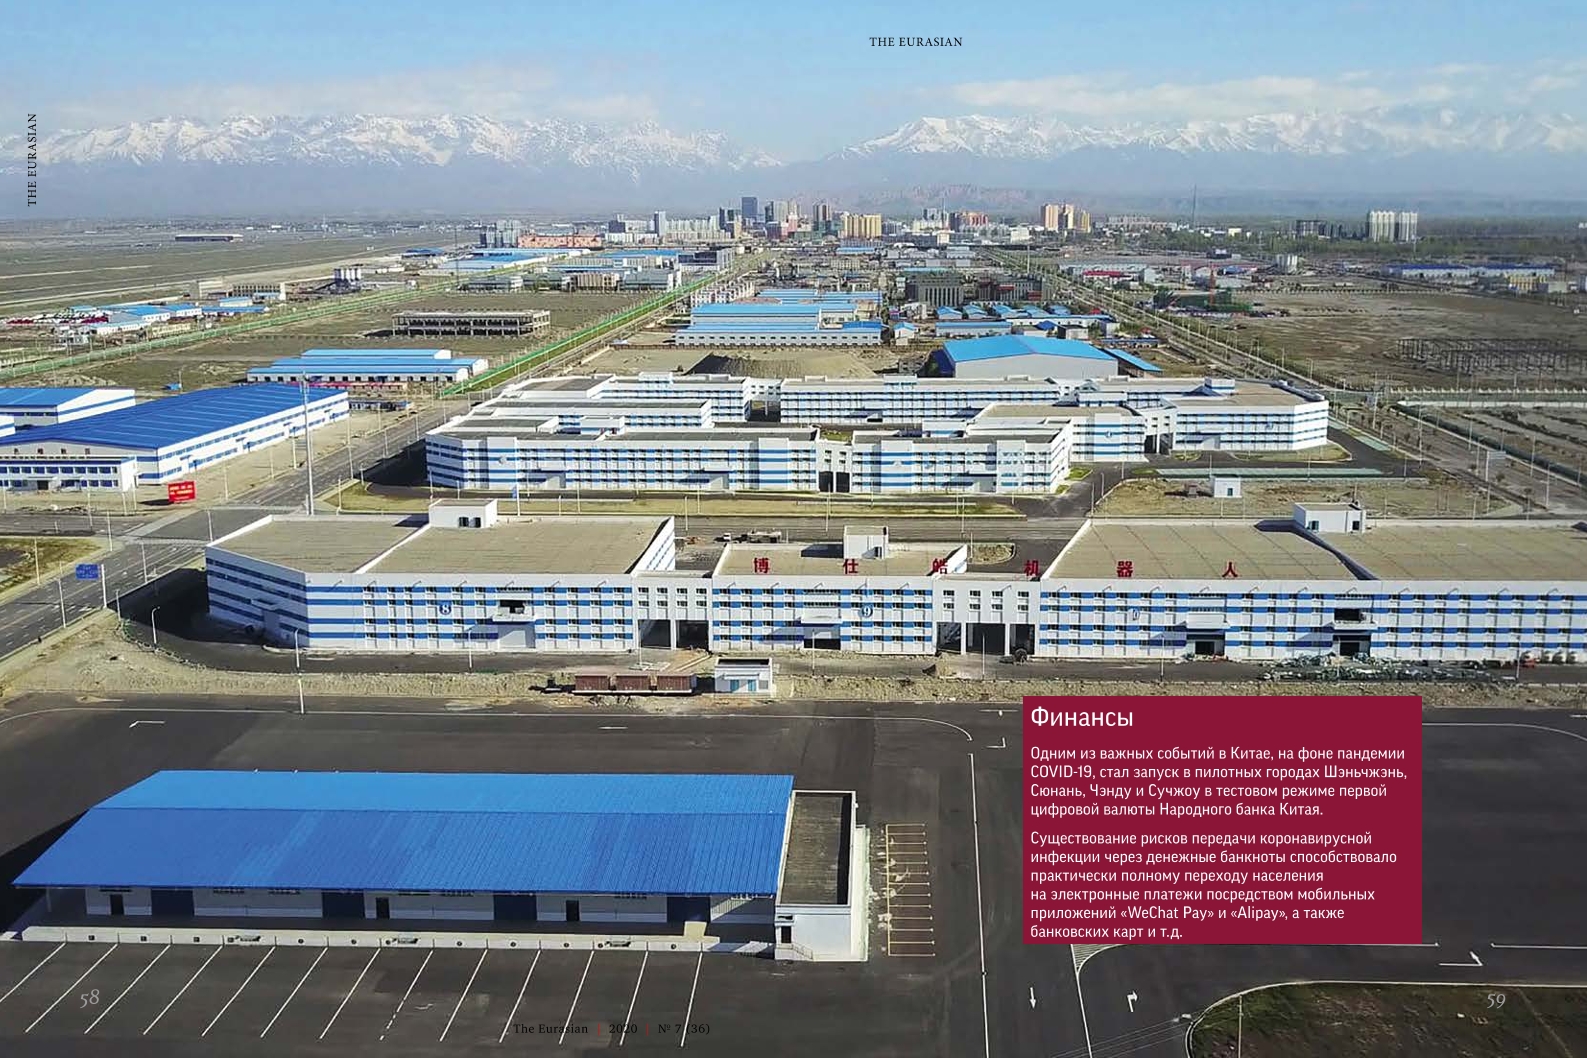 THE EURASIAN
THE EURASIAN
博 仕 皓 机 器 人
8
9
Финансы
Одним из важных событий в Китае, на фоне пандемии
COVID-19, стал запуск в пилотных городах Шэньчжэнь,
Сюнань, Чэнду и Сучжоу в тестовом режиме первой
цифровой валюты Народного банка Китая.
Существование рисков передачи коронавирусной
инфекции через денежные банкноты способствовало
практически полному переходу населения
на электронные платежи посредством мобильных
приложений «WeChat Pay» и «Alipay», а также
банковских карт и т.д.
58
59
The Eurasian | 2020 | № 7 (36)